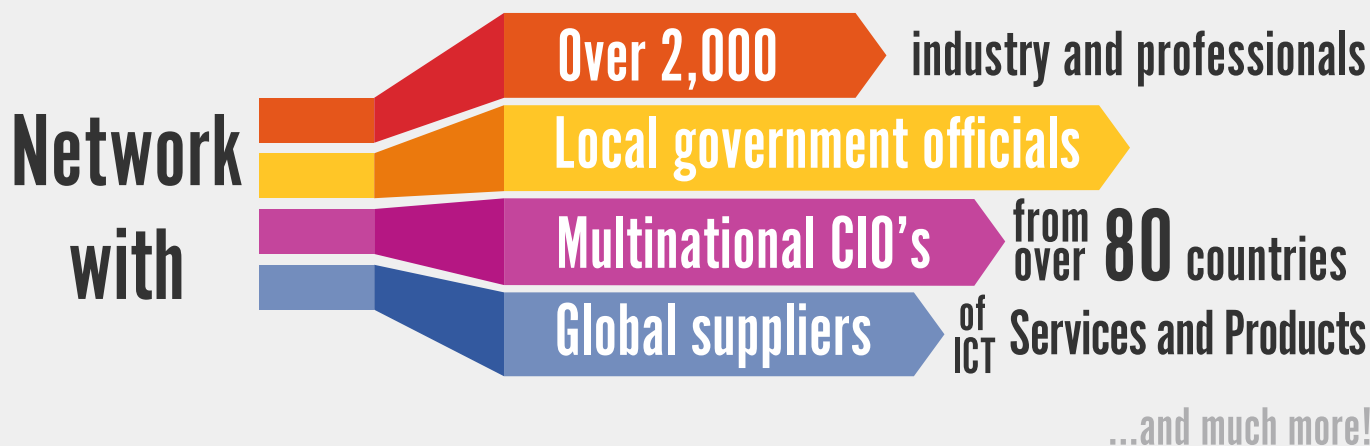 Network
with
Over 2,000 industry and professionals
Local government officials
Multinational CIO's from over 80 countries
Global suppliers of ICT Services and Products
...and much more!